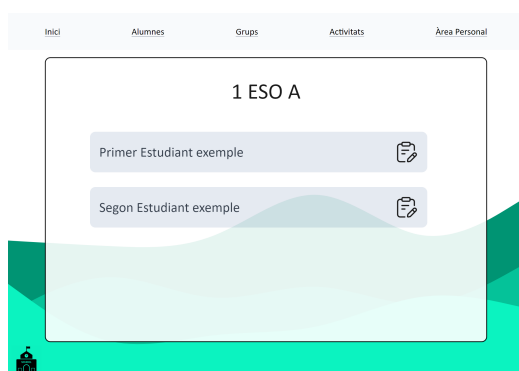 Inici Alumnes Grups Activitats Àrea Personal
1 ESO A
Primer Estudiant exemple
Segon Estudiant exemple